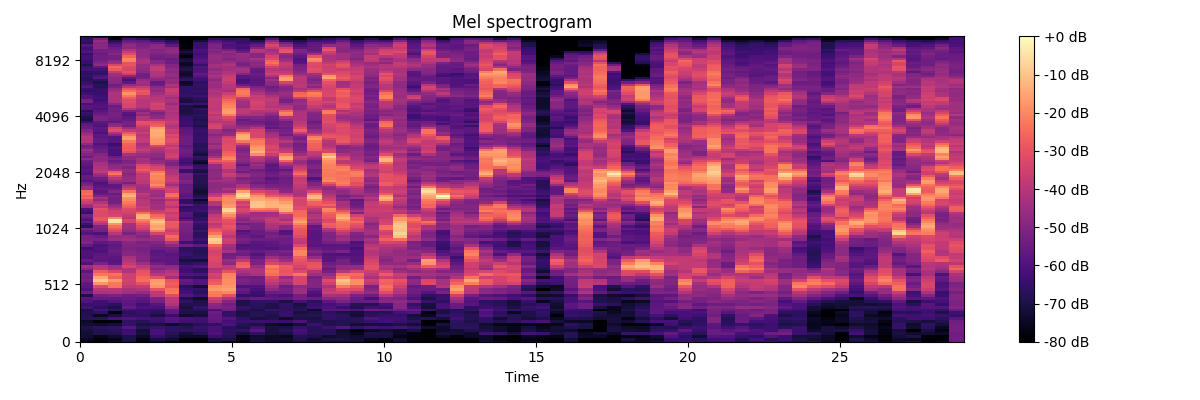 Mel spectrogram
8192
4096
2048
1024
512
0
Hz
0 5 10 15 20 25
Time
+0 dB
-10 dB
-20 dB
-30 dB
-40 dB
-50 dB
-60 dB
-70 dB
-80 dB